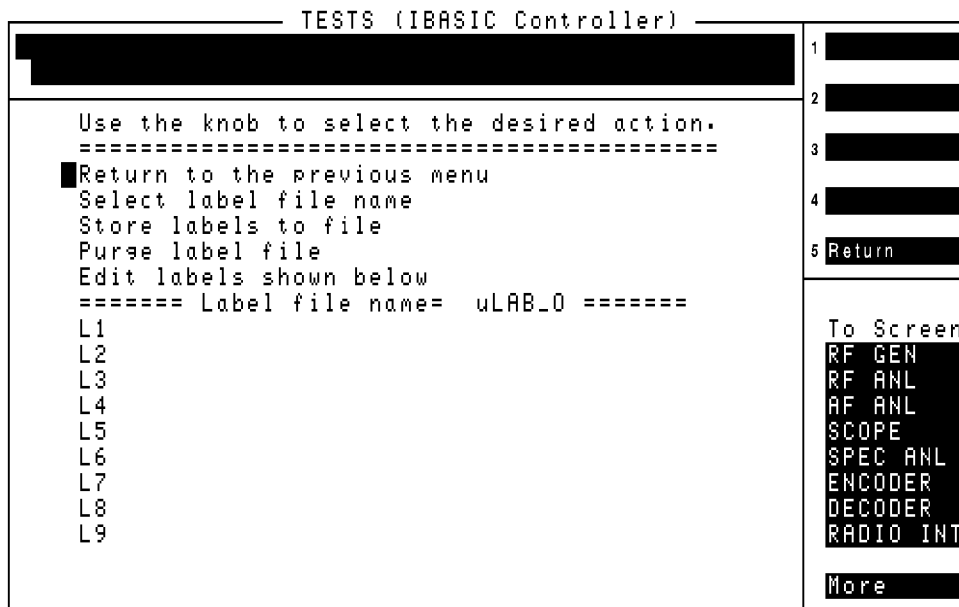 TESTS (IBASIC Controller)
Use the knob to select the desired action.
==========================================
Return to the previous menu
Select label file name
Store labels to file
Purge label file
Edit labels shown below
======= Label file name=  uLAB_0 =======
L1
L2
L3
L4
L5
L6
L7
L8
L9
1
2
3
4
5 Return
To Screen
RF GEN
RF ANL
AF ANL
SCOPE
SPEC ANL
ENCODER
DECODER
RADIO INT
More